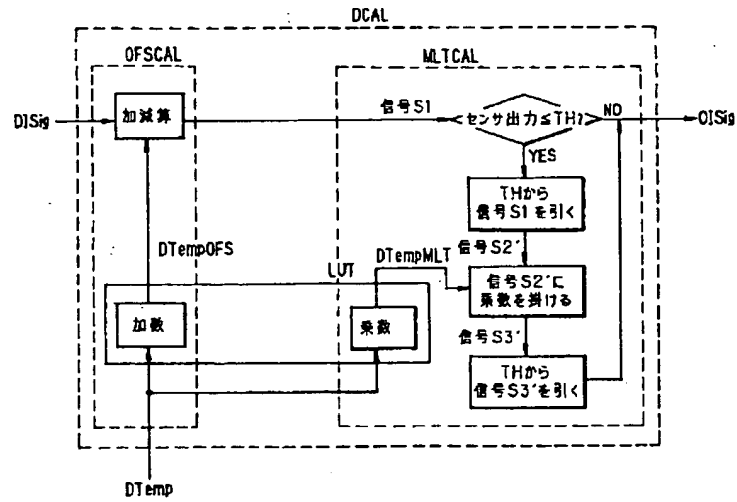 DCAL
OFSCAL
MLTCAL
DISig
加減算
信号S1
センサ出力≦TH?
NO
OISig
YES
THから
信号S1を引く
信号S2'
DTempOFS
DTempMLT
LUT
信号S2'に
乗数を掛ける
加数
乗数
信号S3'
THから
信号S3'を引く
DTemp